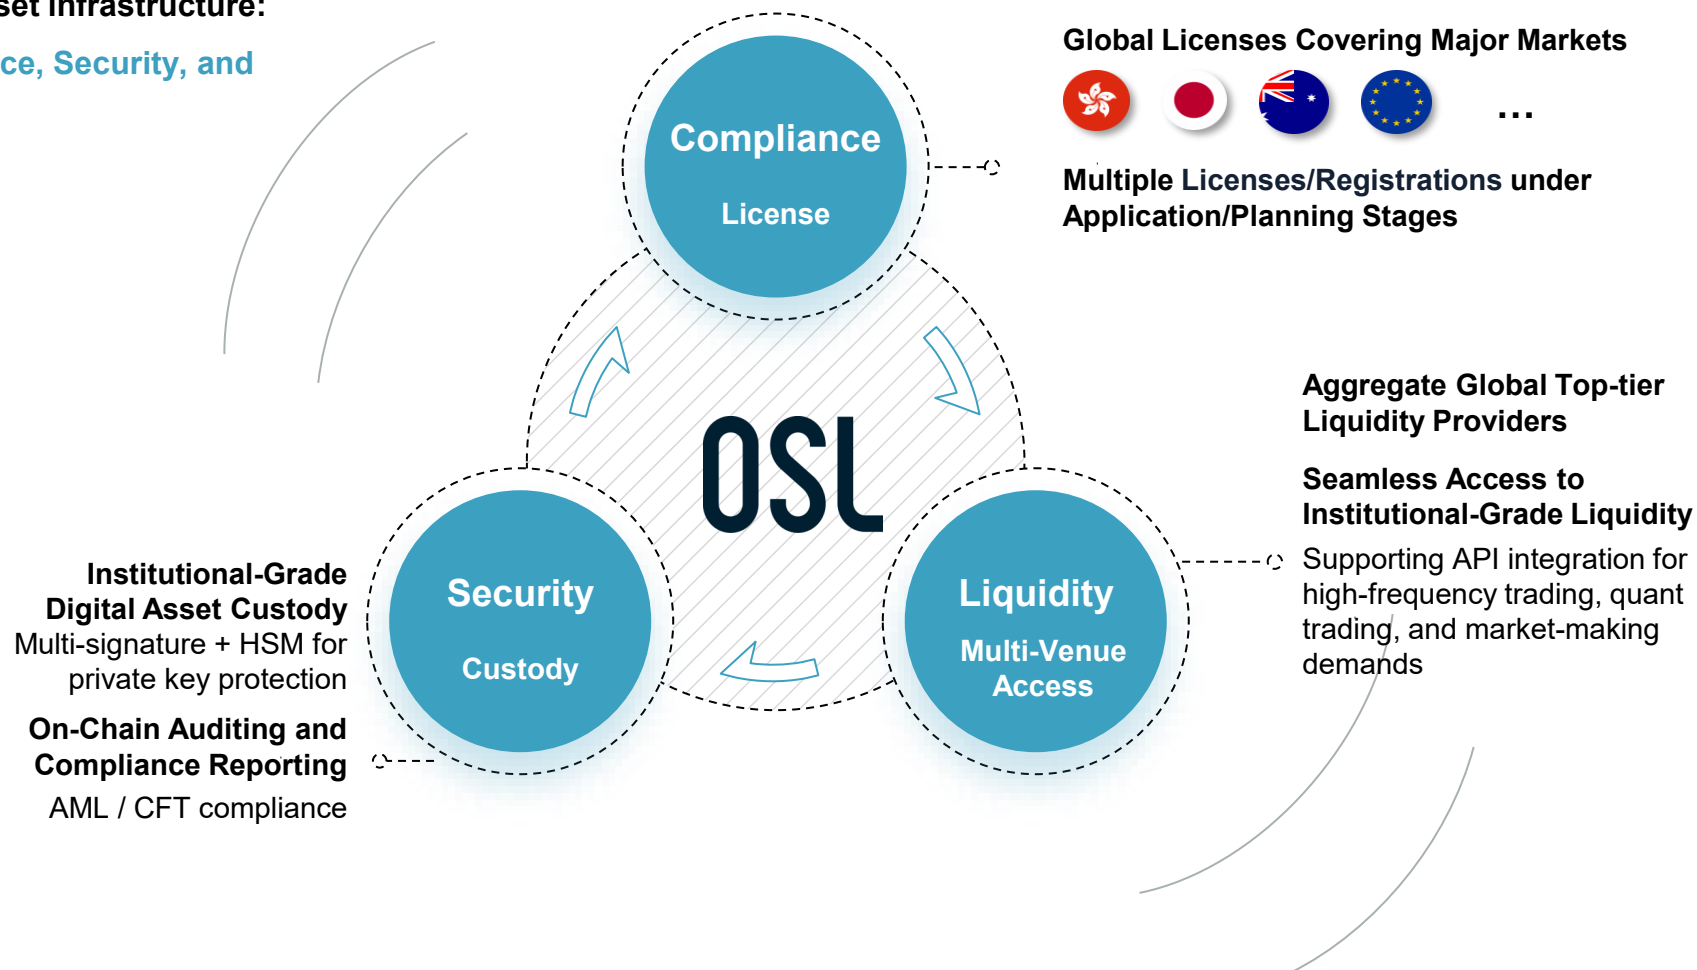 set infrastructure:
ce, Security, and
Compliance
License
Global Licenses Covering Major Markets
...
Multiple Licenses/Registrations under
Application/Planning Stages
OSL
Aggregate Global Top-tier
Liquidity Providers
Seamless Access to
Institutional-Grade Liquidity
Supporting API integration for
high-frequency trading, quant
trading, and market-making
demands
Liquidity
Multi-Venue
Access
Security
Custody
Institutional-Grade
Digital Asset Custody
Multi-signature + HSM for
private key protection
On-Chain Auditing and
Compliance Reporting
AML / CFT compliance